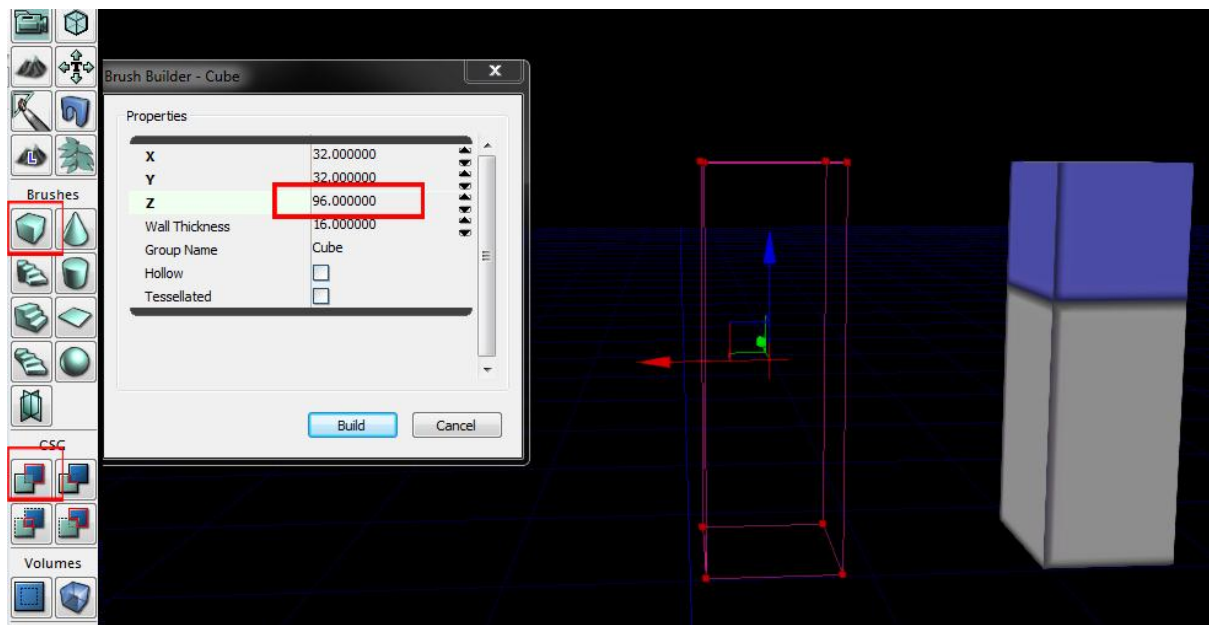 Brush Builder - Cube
x
Properties
X 32.000000
Y 32.000000
Z 96.000000
Wall Thickness 16.000000
Group Name Cube
Hollow
Tessellated
Build Cancel
T
L
Brushes
CSG
Volumes